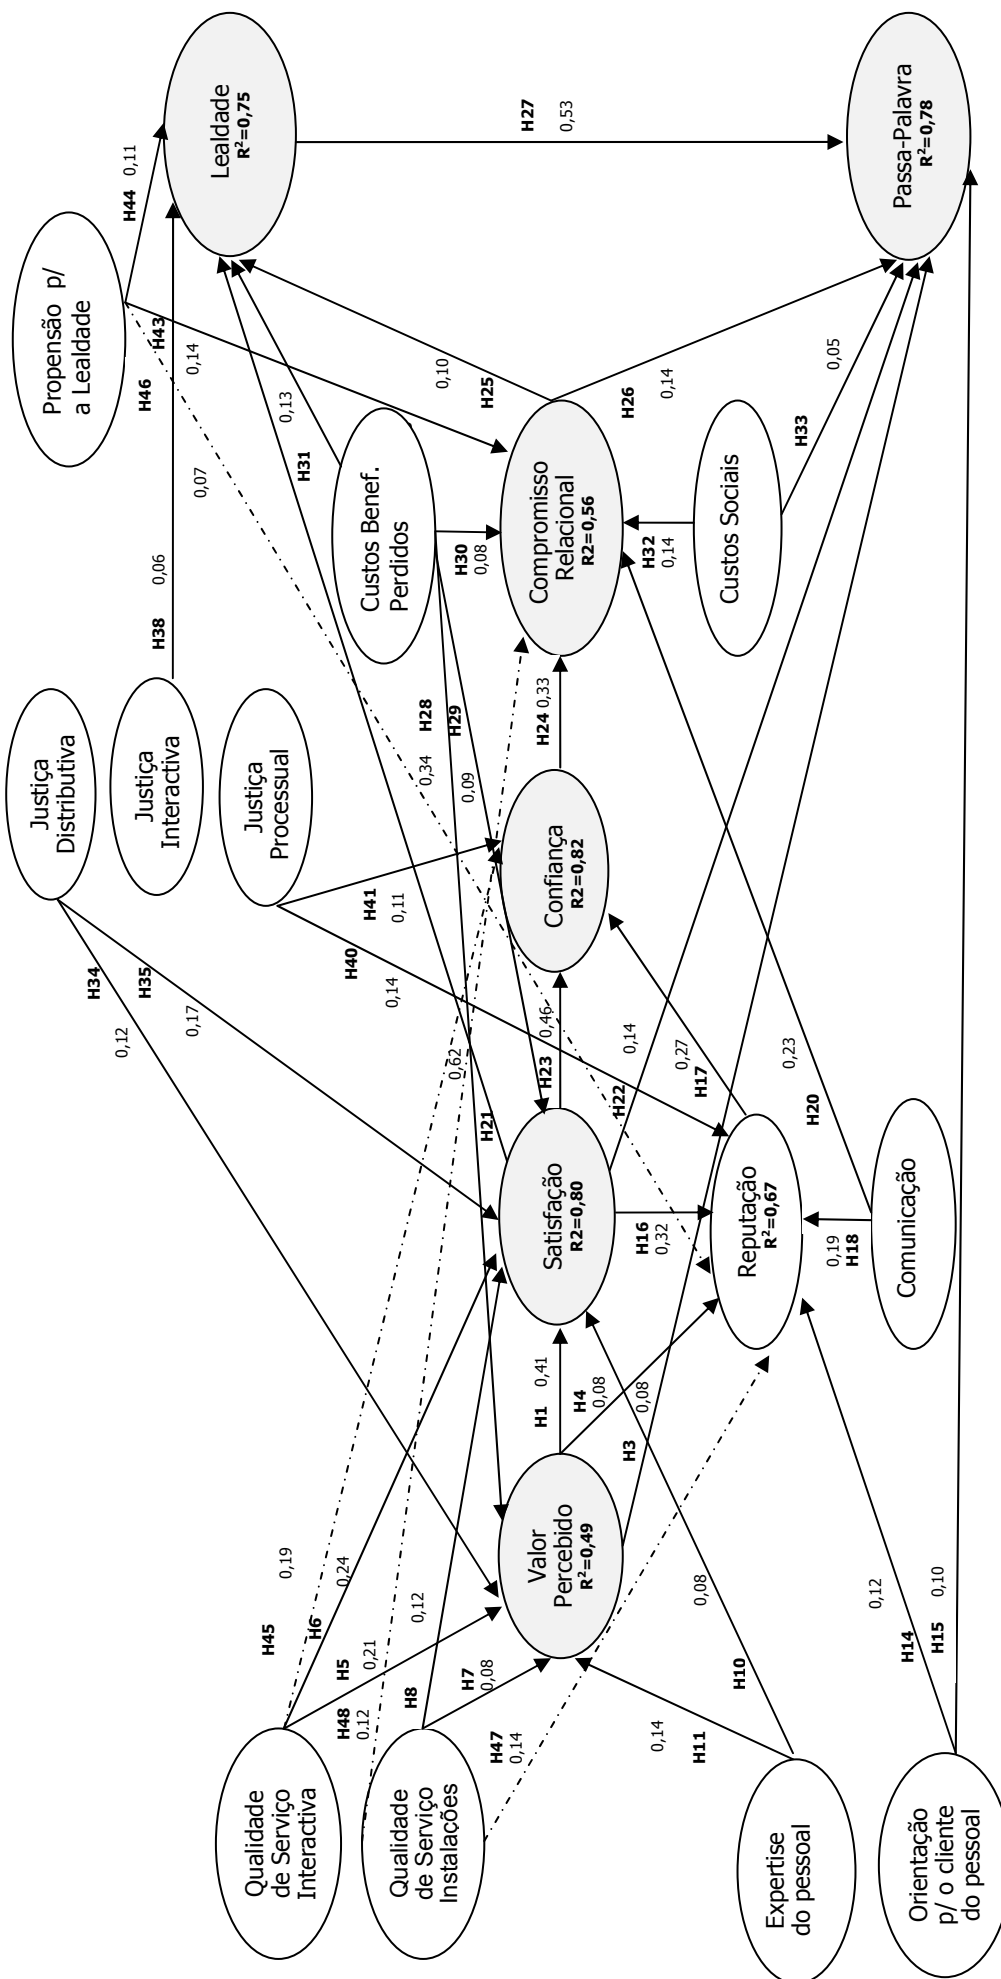 Qualidade
de Serviço
Interactiva
Qualidade
de Serviço
Instalações
Expertise
do pessoal
Orientação
p/ o cliente
do pessoal
H45
0,19
H6
0,24
H5
0,21
H48
0,12
H8
0,12
H7
0,08
H47
0,14
H11
0,14
H10
0,08
H14
0,12
H15
0,10
Valor
Percebido
R²=0,49
H1
0,41
H4
0,08
H3
0,08
Satisfação
R2=0,80
H16
0,32
Reputação
R²=0,67
0,19
H18
Comunicação
H20
0,23
H21
0,62
H23
0,46
H22
0,14
H17
0,27
Justiça
Distributiva
H34
0,12
H35
0,17
Justiça
Interactiva
H38
0,06
Justiça
Processual
H41
0,11
H40
0,14
Confiança
R2=0,82
H24
0,33
H28
0,34
H29
0,09
Custos Benef.
Perdidos
H30
0,08
H31
0,13
Compromisso
Relacional
R2=0,56
H32
0,14
Custos Sociais
H33
0,05
H25
0,10
H26
0,14
Propensão p/
a Lealdade
H46
0,07
H43
0,14
H44
0,11
Lealdade
R²=0,75
H27
0,53
Passa-Palavra
R²=0,78